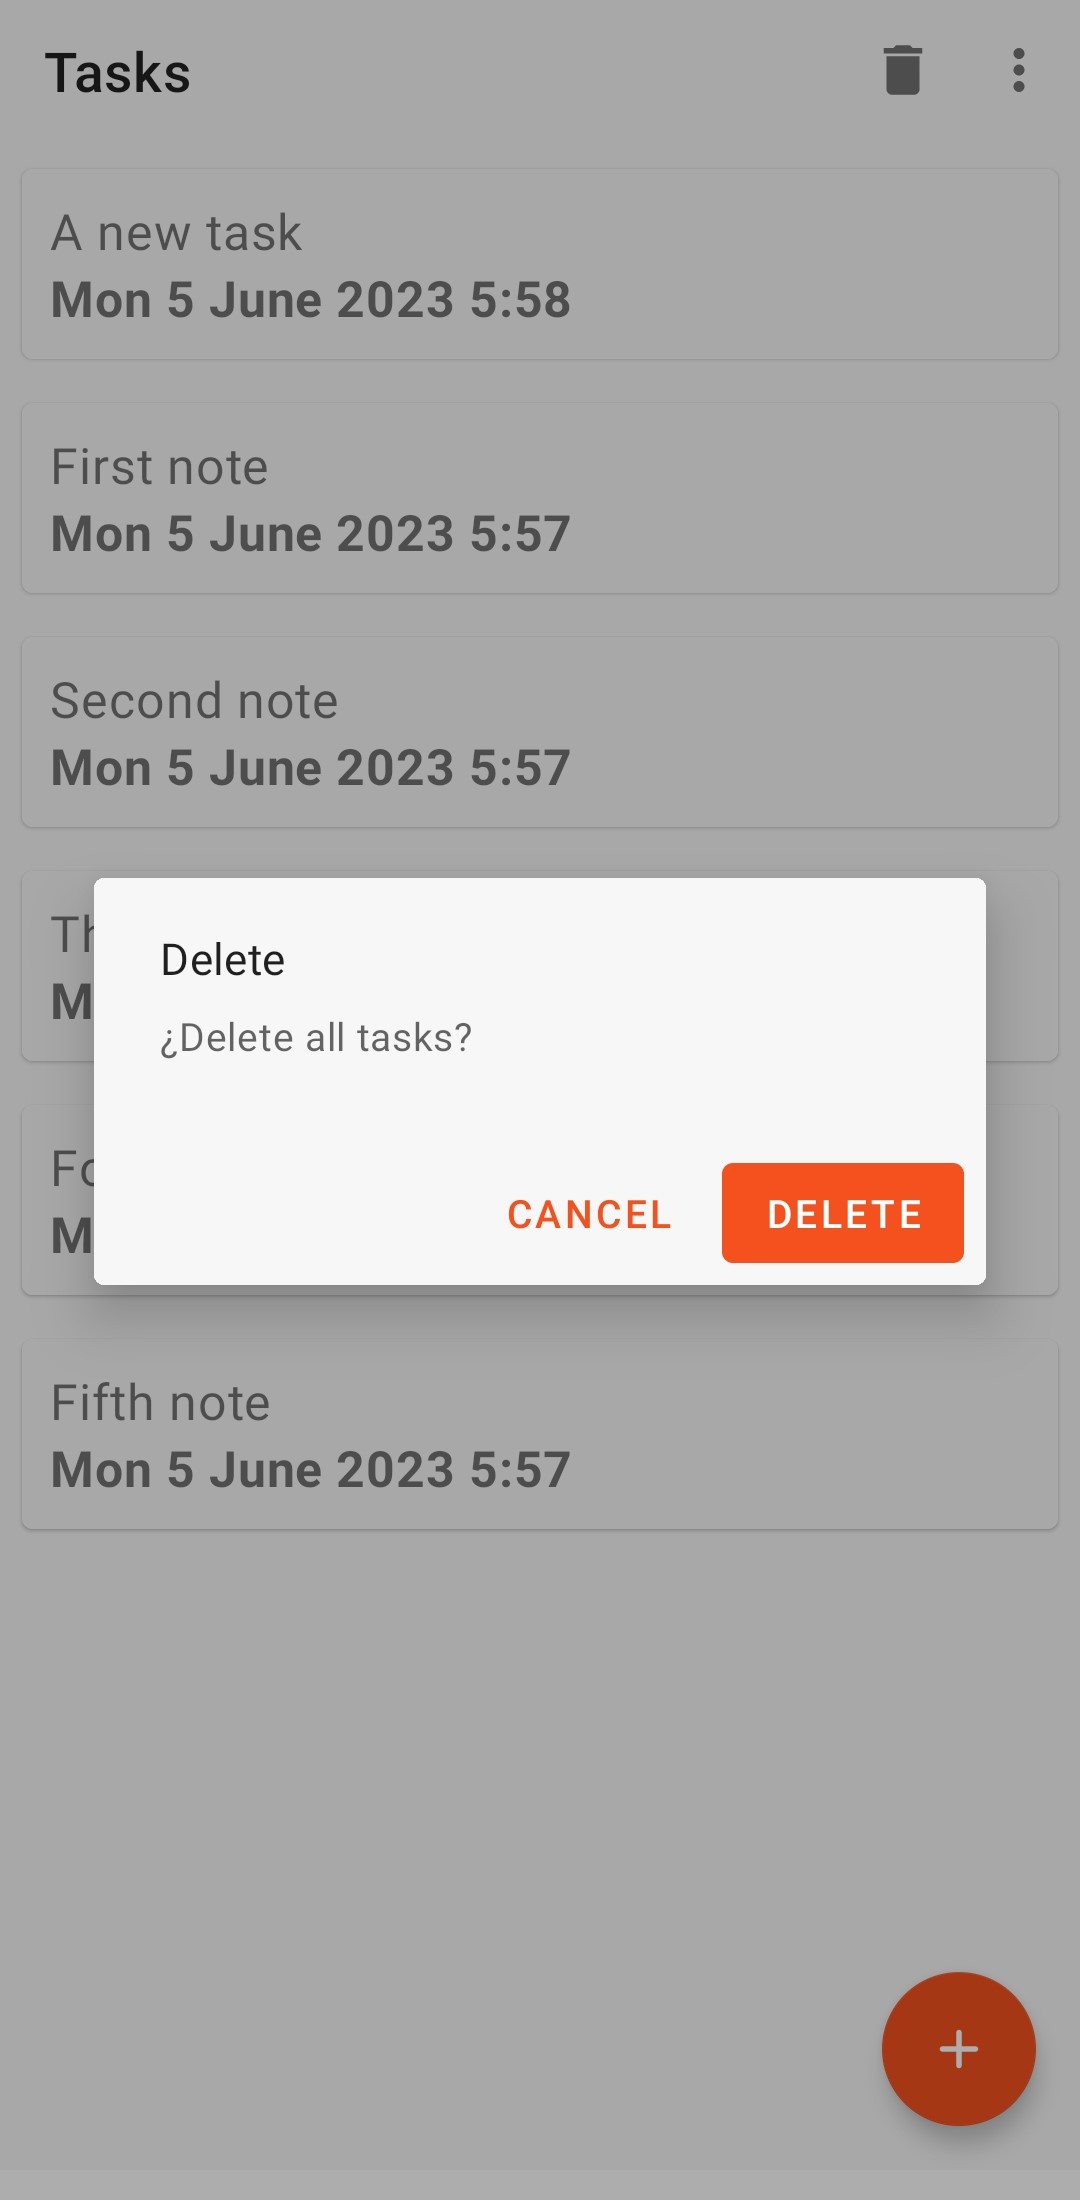 Tasks
A new task
Mon 5 June 2023 5:58
First note
Mon 5 June 2023 5:57
Second note
Mon 5 June 2023 5:57
Delete
¿Delete all tasks?
CANCEL DELETE
Fifth note
Mon 5 June 2023 5:57